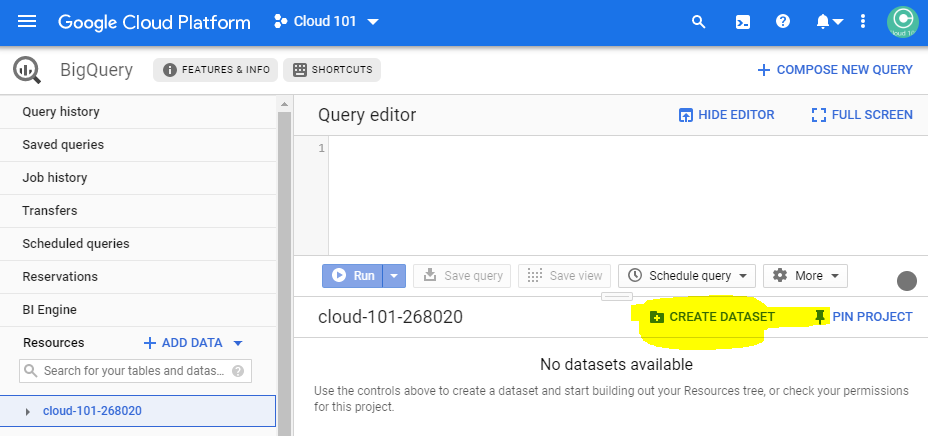 Google Cloud Platform
Cloud 101
BigQuery
FEATURES & INFO
SHORTCUTS
COMPOSE NEW QUERY
Query history
Saved queries
Job history
Transfers
Scheduled queries
Reservations
BI Engine
Resources
ADD DATA
Search for your tables and datas...
cloud-101-268020
Query editor
HIDE EDITOR
FULL SCREEN
1
Run
Save query
Save view
Schedule query
More
cloud-101-268020
CREATE DATASET
PIN PROJECT
No datasets available
Use the controls above to create a dataset and start building out your Resources tree, or check your permissions
for this project.